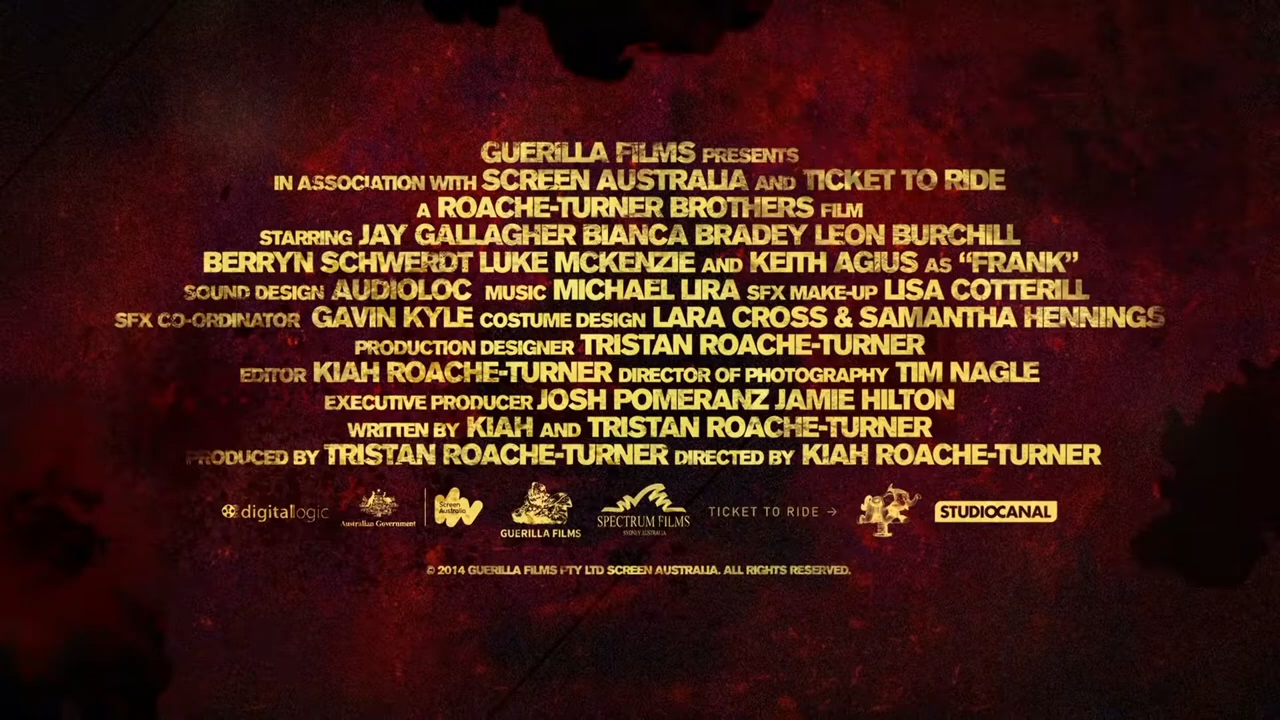 GUERILLA FILMS PRESENTS
IN ASSOCIATION WITH SCREEN AUSTRALIA AND TICKET TO RIDE
A ROACHE-TURNER BROTHERS FILM
STARRING JAY GALLAGHER BIANCA BRADEY LEON BURCHILL
BERRYN SCHWERDT LUKE MCKENZIE AND KEITH AGIUS AS “FRANK”
SOUND DESIGN AUDIOLOC MUSIC MICHAEL LIRA SFX MAKE-UP LISA COTTERILL
SFX CO-ORDINATOR GAVIN KYLE COSTUME DESIGN LARA CROSS & SAMANTHA HENNINGS
PRODUCTION DESIGNER TRISTAN ROACHE-TURNER
EDITOR KIAH ROACHE-TURNER DIRECTOR OF PHOTOGRAPHY TIM NAGLE
EXECUTIVE PRODUCER JOSH POMERANZ JAMIE HILTON
WRITTEN BY KIAH AND TRISTAN ROACHE-TURNER
PRODUCED BY TRISTAN ROACHE-TURNER DIRECTED BY KIAH ROACHE-TURNER
digitallogic
Australian Government
Screen Australia
GUERILLA FILMS
SPECTRUM FILMS
SYDNEY AUSTRALIA
TICKET TO RIDE →
STUDIOCANAL
© 2014 GUERILLA FILMS PTY LTD SCREEN AUSTRALIA. ALL RIGHTS RESERVED.